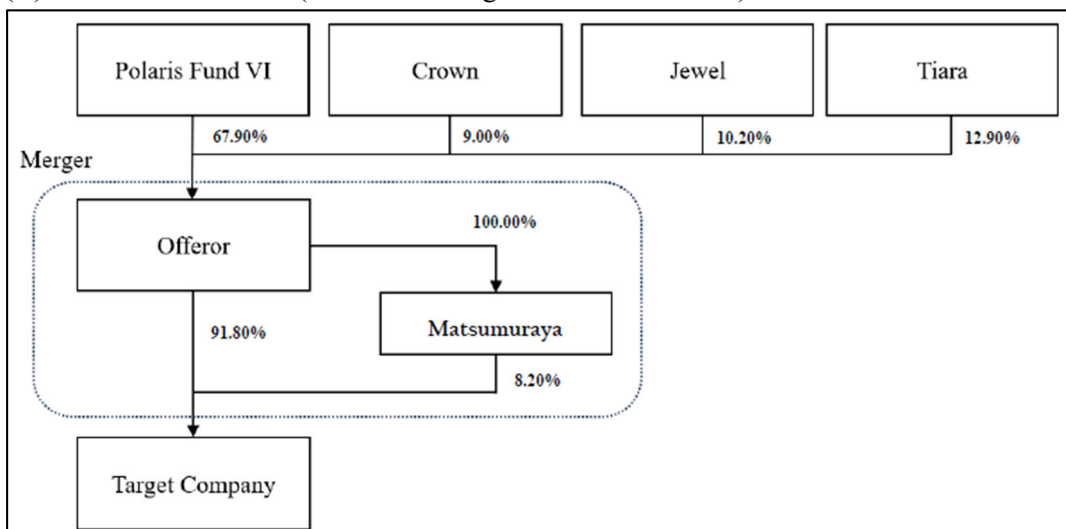 Polaris Fund VI
Crown
Jewel
Tiara
67.90%
9.00%
10.20%
12.90%
Merger
Offeror
100.00%
Matsumuraya
91.80%
8.20%
Target Company